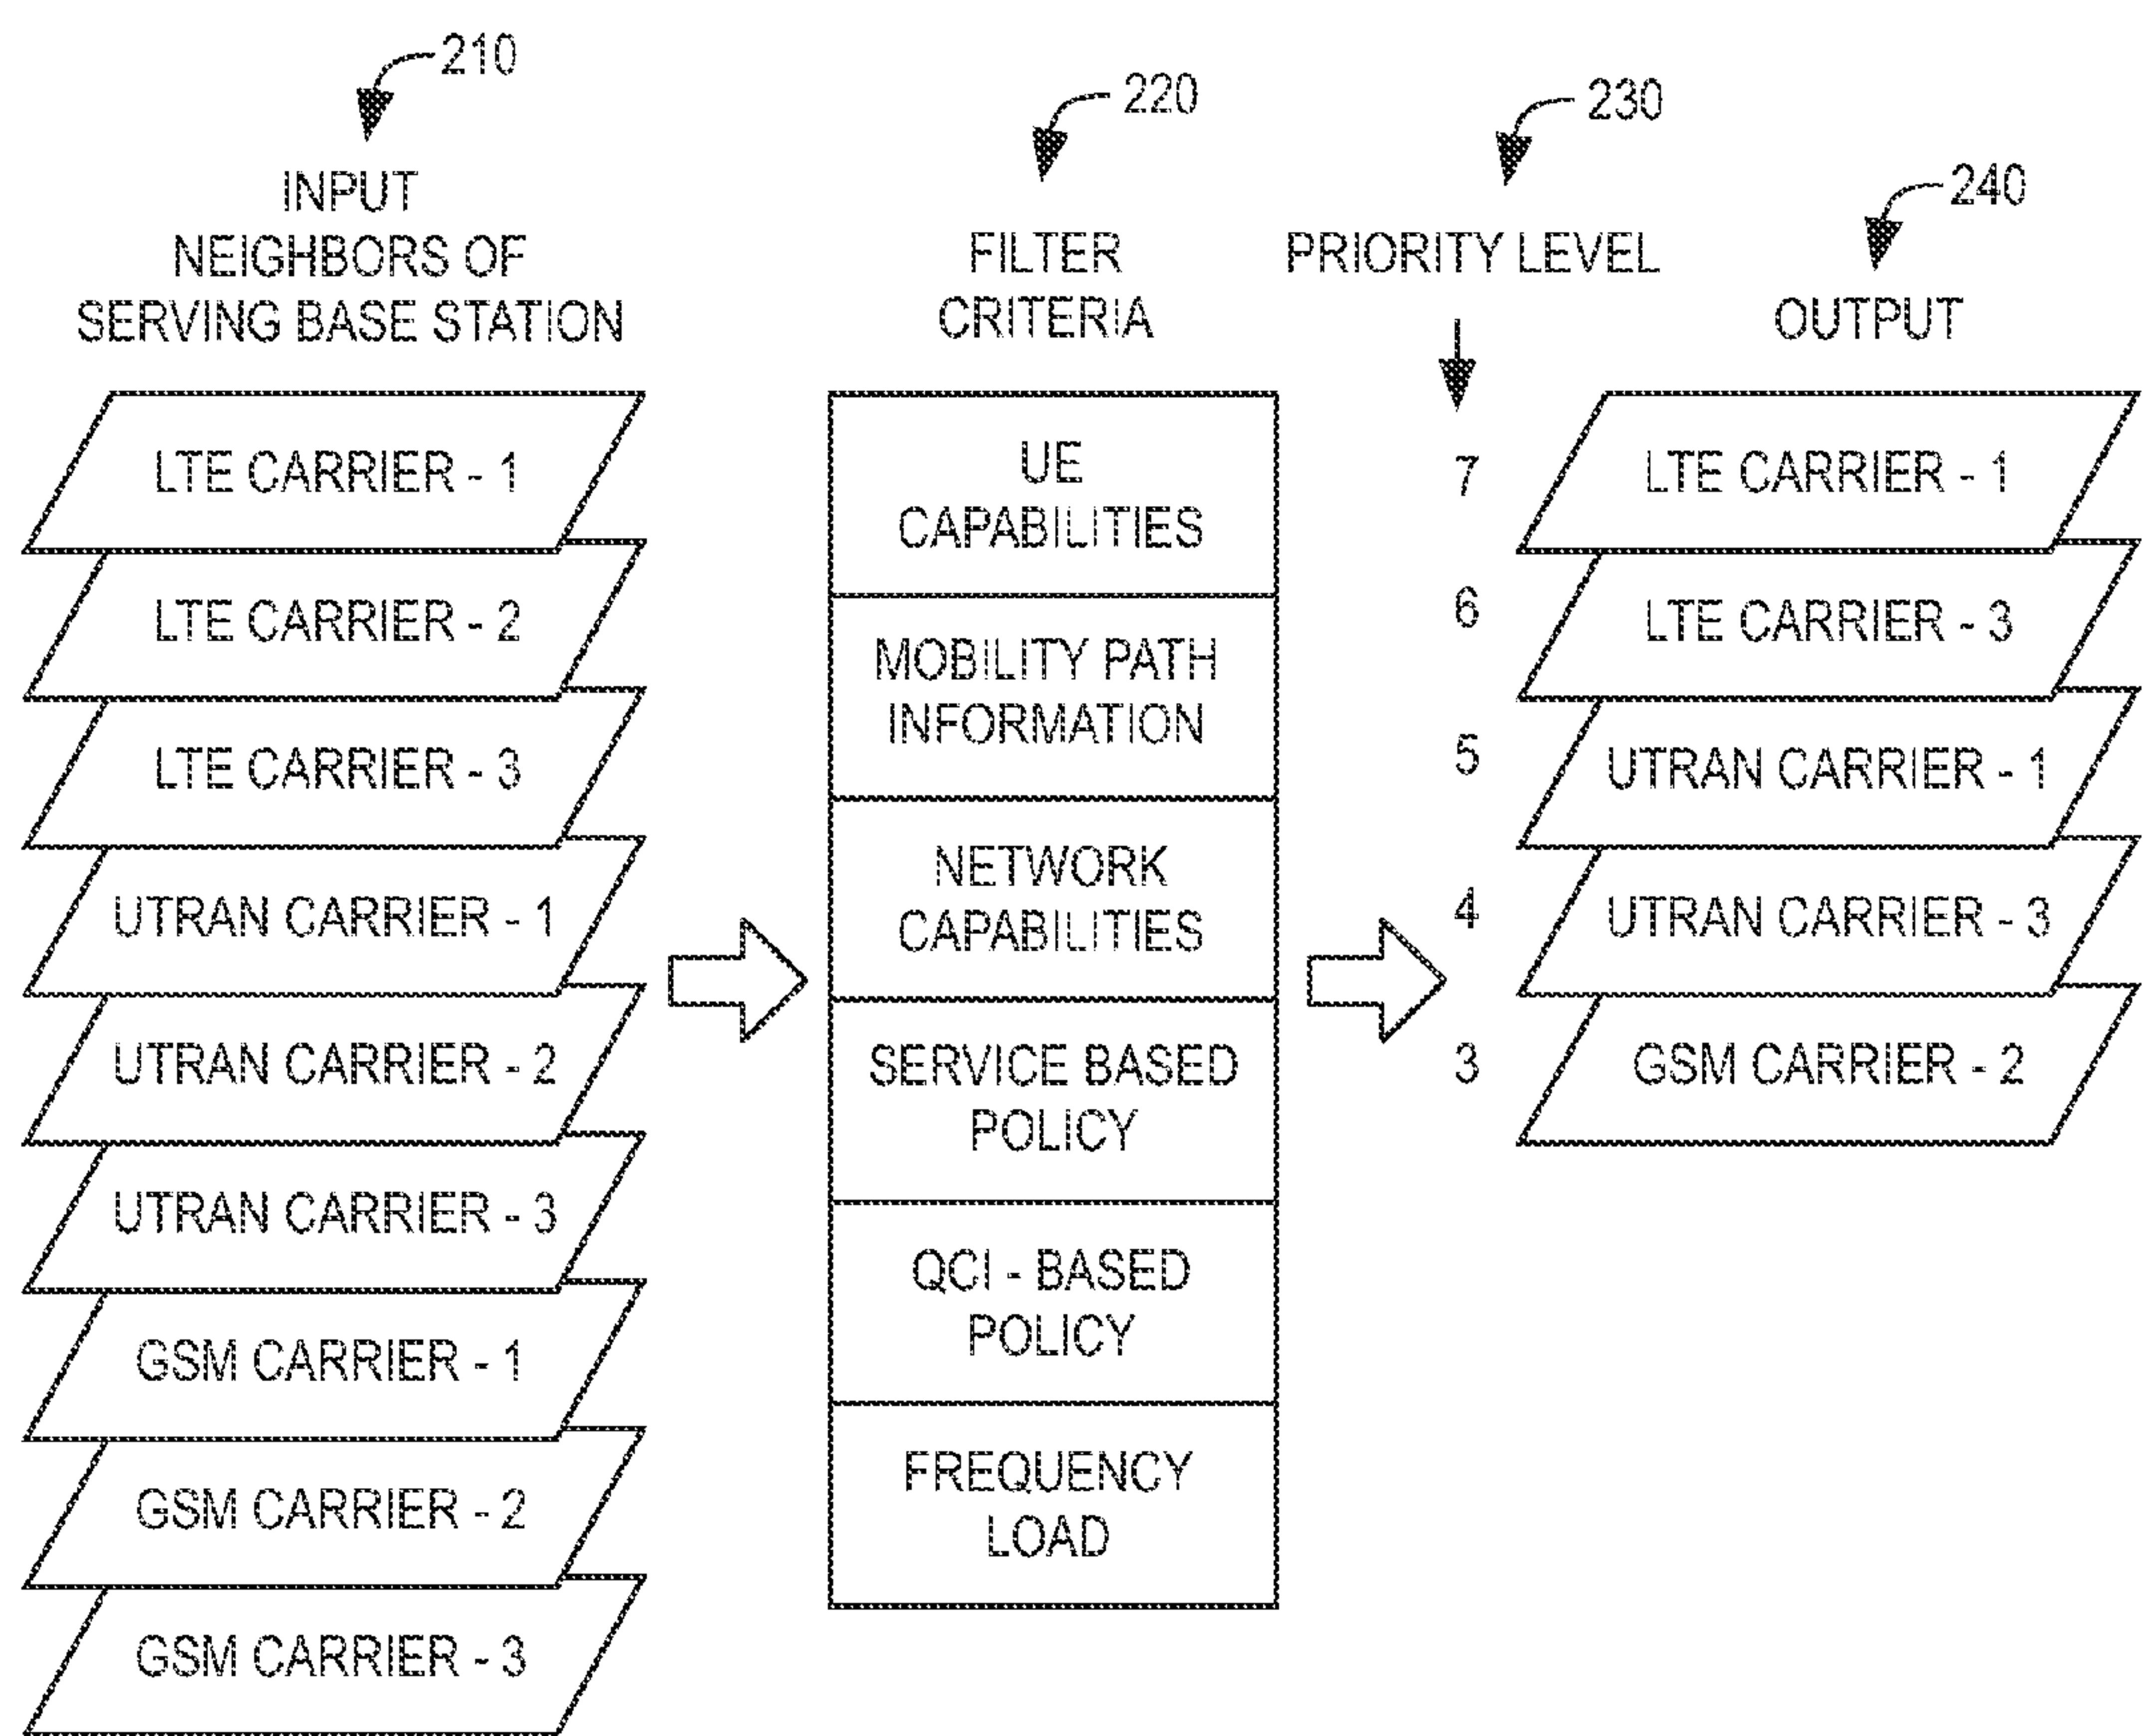 210
INPUT
NEIGHBORS OF
SERVING BASE STATION
LTE CARRIER - 1
LTE CARRIER - 2
LTE CARRIER - 3
UTRAN CARRIER - 1
UTRAN CARRIER - 2
UTRAN CARRIER - 3
GSM CARRIER - 1
GSM CARRIER - 2
GSM CARRIER - 3
220
FILTER
CRITERIA
UE
CAPABILITIES
MOBILITY PATH
INFORMATION
NETWORK
CAPABILITIES
SERVICE BASED
POLICY
QCI - BASED
POLICY
FREQUENCY
LOAD
230
PRIORITY LEVEL
7
6
5
4
3
240
OUTPUT
LTE CARRIER - 1
LTE CARRIER - 3
UTRAN CARRIER - 1
UTRAN CARRIER - 3
GSM CARRIER - 2